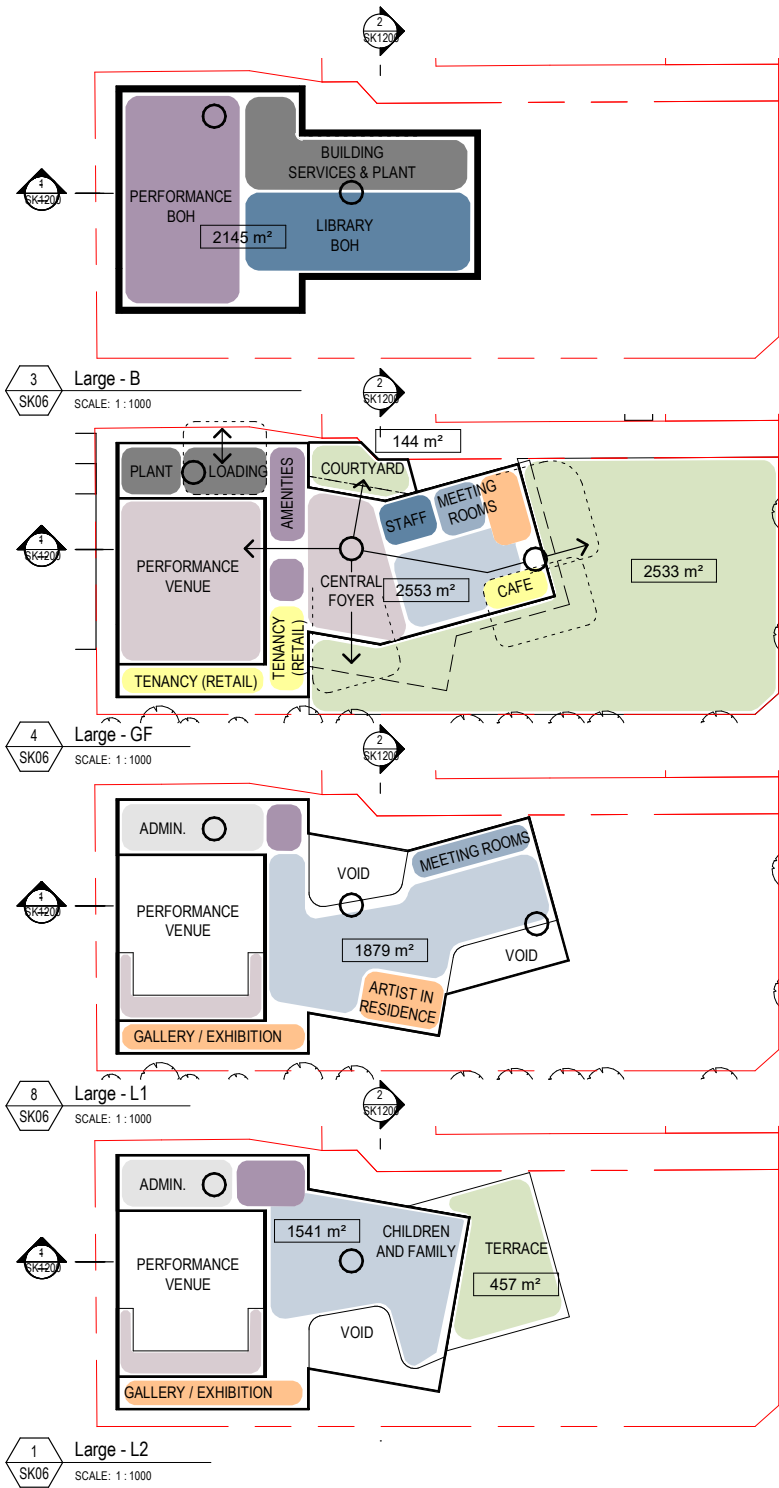 2
SK1200
BUILDING
SERVICES & PLANT
PERFORMANCE
BOH
LIBRARY
BOH
2145 m²
SK1200
3
SK06
Large - B
SCALE: 1 : 1000
2
SK1200
144 m²
PLANT
LOADING
AMENITIES
COURTYARD
STAFF
MEETING
ROOMS
SK1200
PERFORMANCE
VENUE
CENTRAL
FOYER
2553 m²
CAFE
2533 m²
TENANCY
(RETAIL)
TENANCY (RETAIL)
4
SK06
Large - GF
SCALE: 1 : 1000
2
SK1200
ADMIN.
VOID
MEETING ROOMS
SK1200
PERFORMANCE
VENUE
1879 m²
VOID
ARTIST IN
RESIDENCE
GALLERY / EXHIBITION
8
SK06
Large - L1
SCALE: 1 : 1000
2
SK1200
ADMIN.
1541 m²
CHILDREN
AND FAMILY
TERRACE
SK1200
PERFORMANCE
VENUE
457 m²
VOID
GALLERY / EXHIBITION
1
SK06
Large - L2
SCALE: 1 : 1000